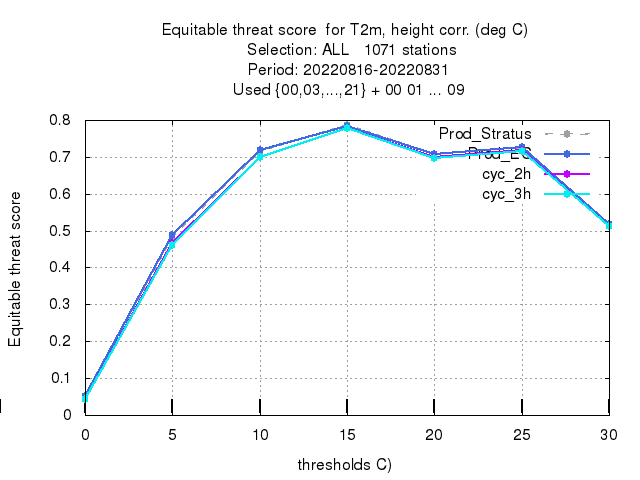 Equitable threat score for T2m, height corr. (deg C)
Selection: ALL 1071 stations
Period: 20220816-20220831
Used {00,03,...,21} + 00 01 ... 09
Equitable threat score
0.8
0.7
0.6
0.5
0.4
0.3
0.2
0.1
0
Prod_Stratus
Prod_EC
cyc_2h
cyc_3h
0 5 10 15 20 25 30
thresholds C)